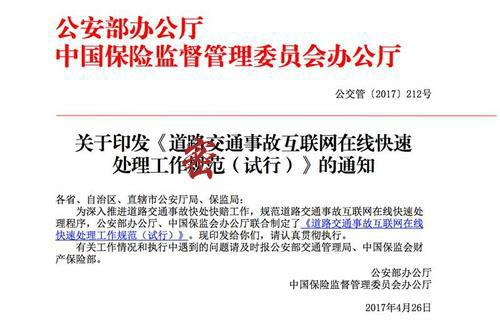 公安部办公厅
中国保险监督管理委员会办公厅
公交管〔2017〕212号
关于印发《道路交通事故互联网在线快速
处理工作规范（试行）》的通知
各省、自治区、直辖市公安厅局、保监局：
为深入推进道路交通事故快处快赔工作，规范道路交通事故互联网在线快速处
理程序，公安部办公厅、中国保监会办公厅联合制定了《道路交通事故互联网在线
快速处理工作规范（试行）》。现印发给你们，请认真贯彻执行。
有关工作情况和执行中遇到的问题请及时报公安部交通管理局、中国保监会财
产保险部。
公安部办公厅
中国保险监督管理委员会办公厅
2017年4月26日